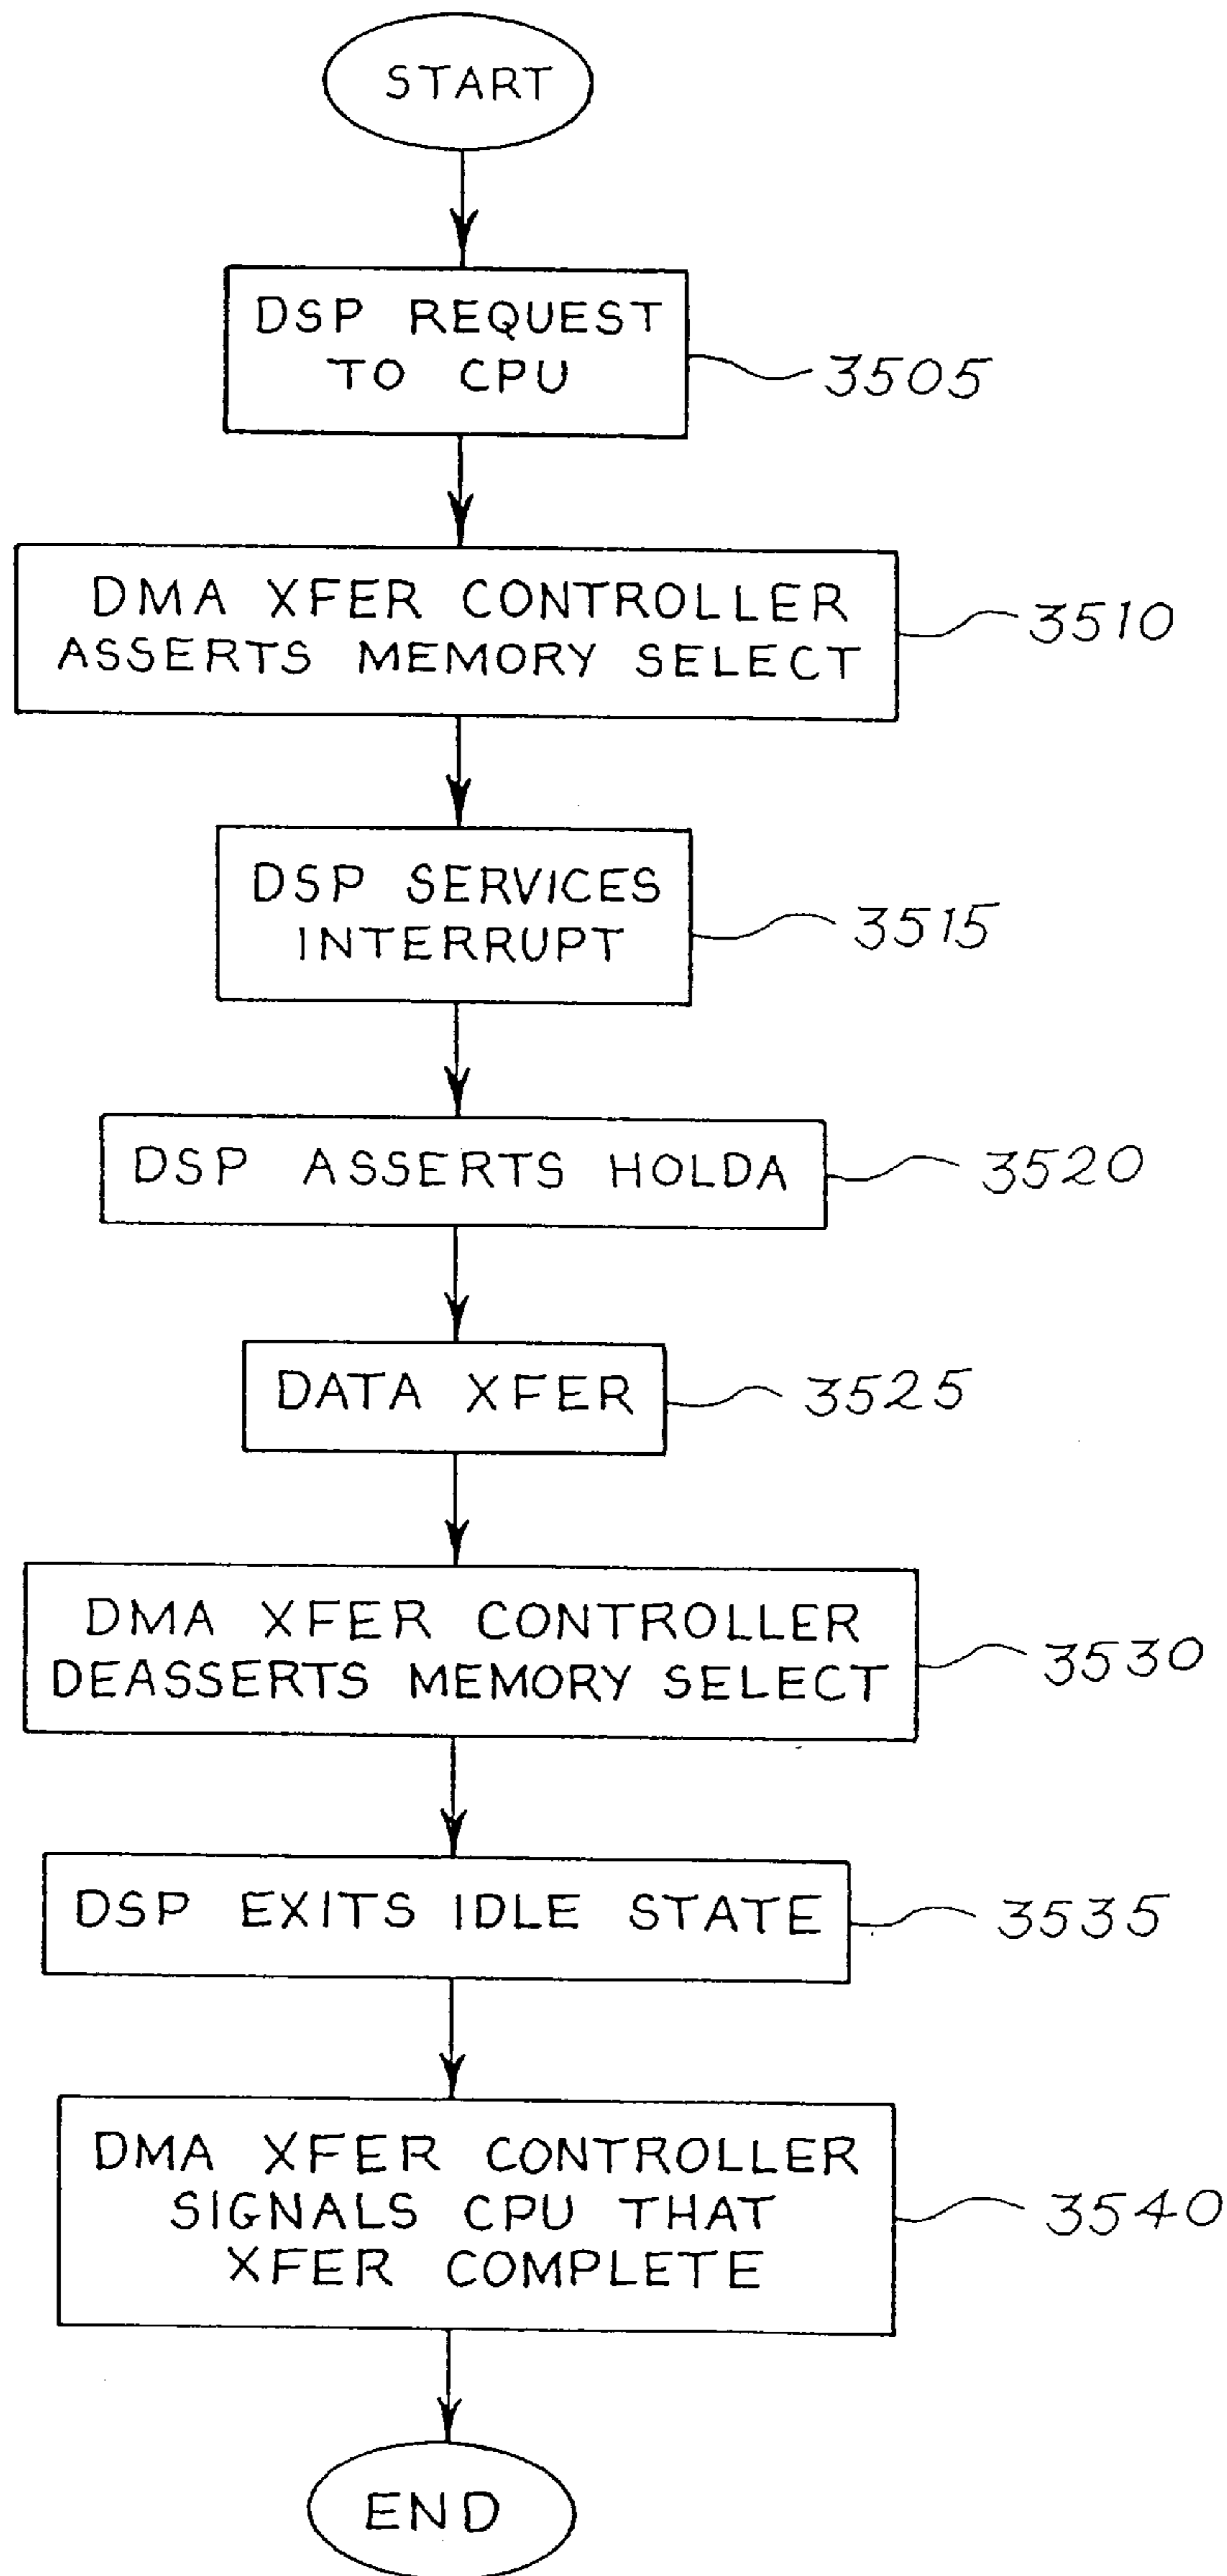 START
DSP REQUEST
TO CPU
3505
DMA XFER CONTROLLER
ASSERTS MEMORY SELECT
3510
DSP SERVICES
INTERRUPT
3515
DSP ASSERTS HOLDA
3520
DATA XFER
3525
DMA XFER CONTROLLER
DEASSERTS MEMORY SELECT
3530
DSP EXITS IDLE STATE
3535
DMA XFER CONTROLLER
SIGNALS CPU THAT
XFER COMPLETE
3540
END